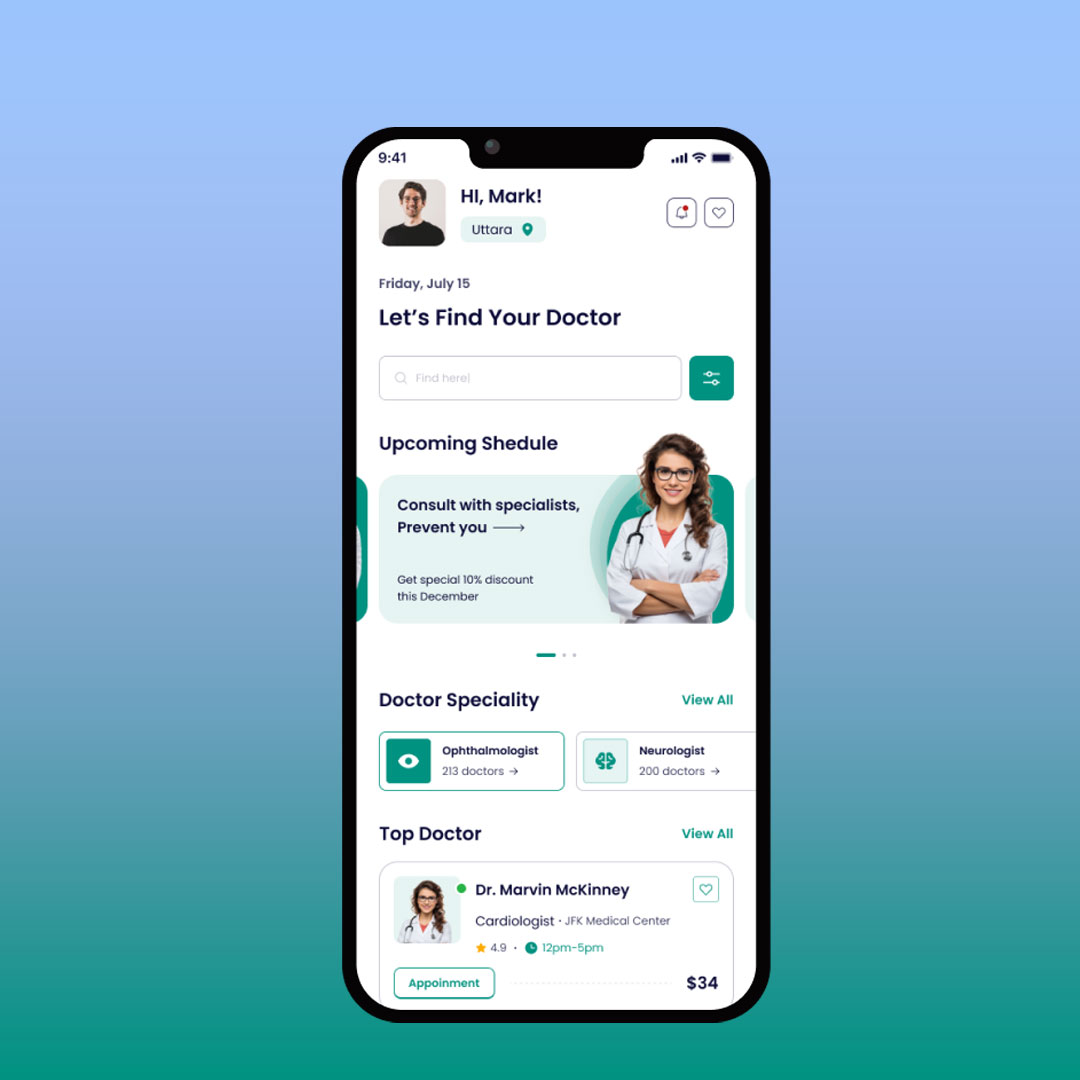 9:41
HI, Mark!
Uttara
Friday, July 15
Let's Find Your Doctor
Find here|
Upcoming Shedule
Consult with specialists,
Prevent you
Get special 10% discount
this December
Doctor Speciality
View All
Ophthalmologist
213 doctors →
Neurologist
200 doctors →
Top Doctor
View All
Dr. Marvin McKinney
Cardiologist · JFK Medical Center
4.9 · 12pm-5pm
Appoinment
$34